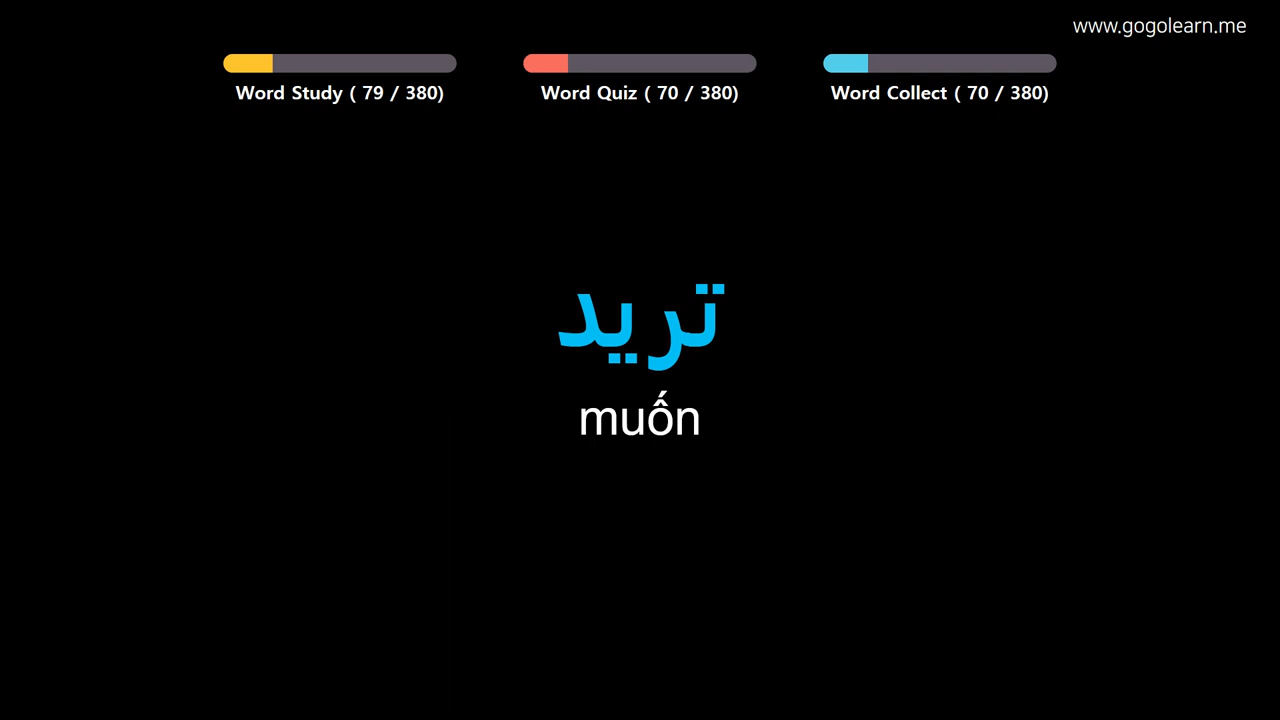 www.gogolearn.me
Word Study ( 79 / 380)
Word Quiz ( 70 / 380)
Word Collect ( 70 / 380)
تريد
muốn